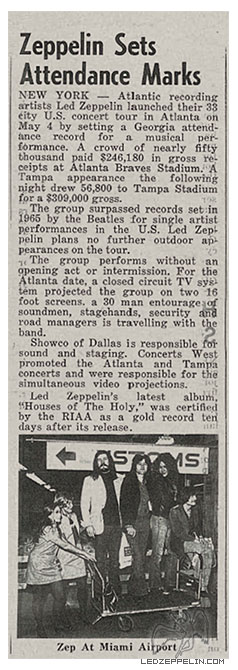 Zeppelin Sets
Attendance Marks
NEW YORK — Atlantic recording
artists Led Zeppelin launched their 33
city U.S. concert tour in Atlanta on
May 4 by setting a Georgia attend-
ance record for a musical per-
formance. A crowd of nearly fifty
thousand paid $246,180 in gross re-
ceipts at Atlanta Braves Stadium. A
Tampa appearance the following
night drew 56,800 to Tampa Stadium
for a $309,000 gross.
The group surpassed records set in
1965 by the Beatles for single artist
performances in the U.S. Led Zep-
pelin plans no further outdoor ap-
pearances on the tour.
The group performs without an
opening act or intermission. For the
Atlanta date, a closed circuit TV sys-
tem projected the group on two 16
foot screens. a 30 man entourage of
soundmen, stagehands, security and
road managers is travelling with the
band.
Showco of Dallas is responsible for
sound and staging. Concerts West
promoted the Atlanta and Tampa
concerts and were responsible for the
simultaneous video projections.
Led Zeppelin's latest album,
"Houses of The Holy," was certified
by the RIAA as a gold record ten
days after its release.
STOMS
Zep At Miami Airport
LEDZEPPELIN.COM